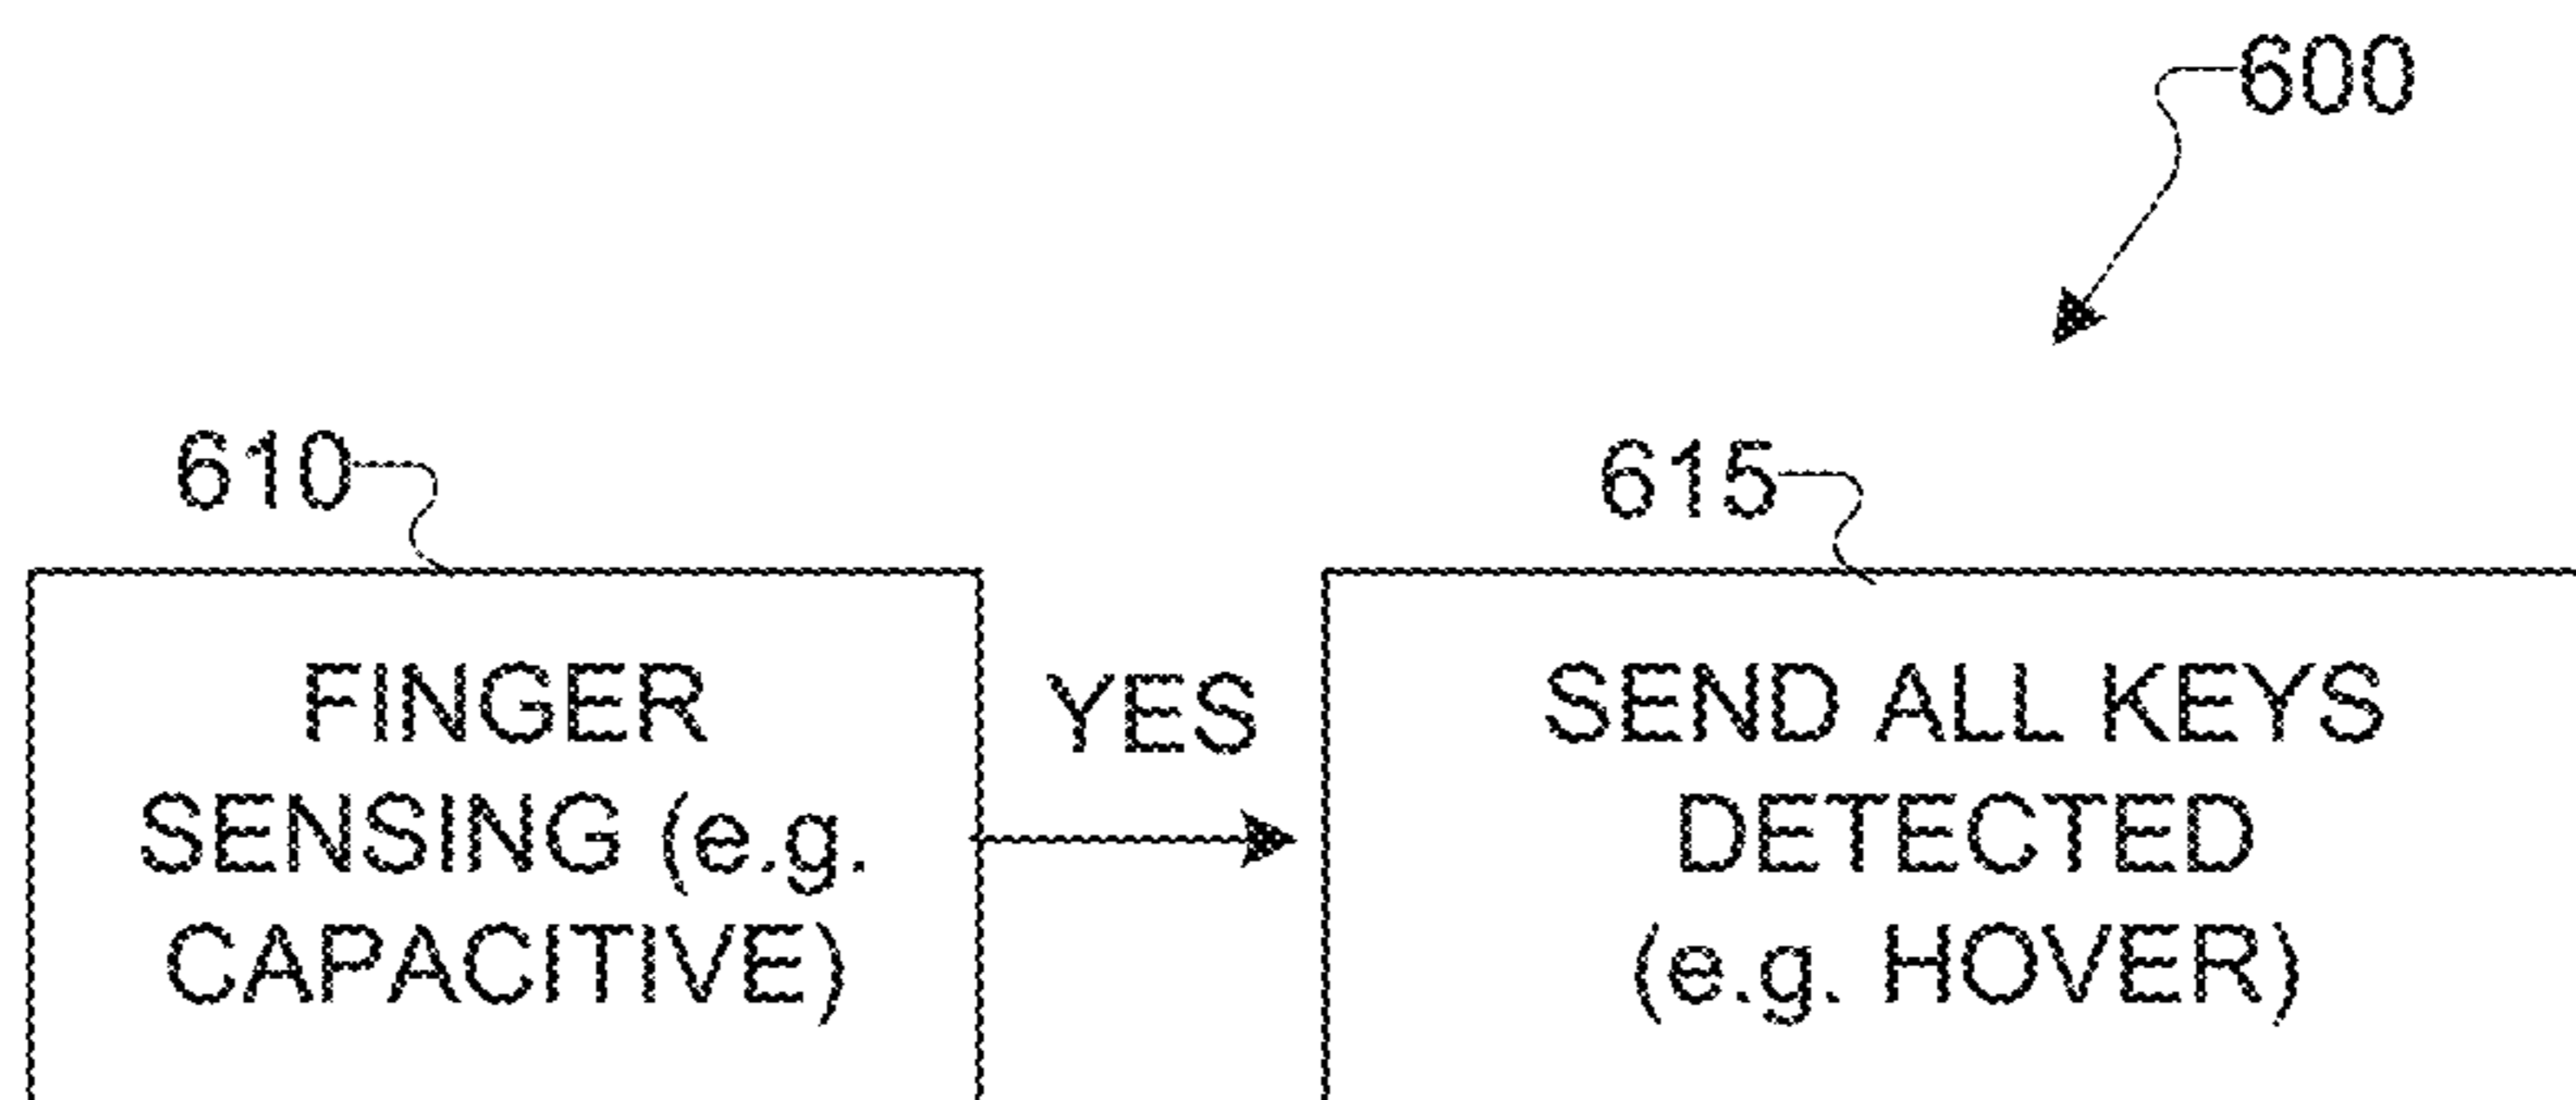 600
610
615
FINGER
SENSING (e.g.
CAPACITIVE)
YES
SEND ALL KEYS
DETECTED
(e.g. HOVER)